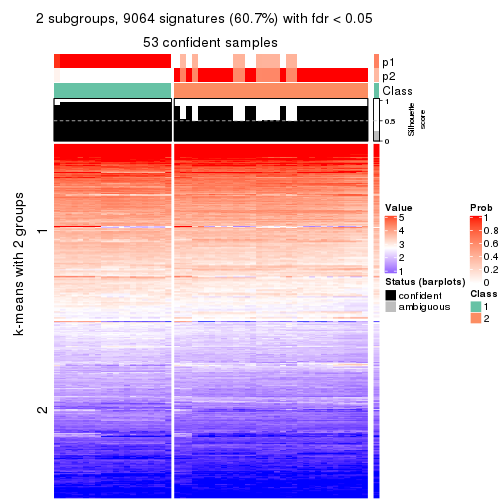 2 subgroups, 9064 signatures (60.7%) with fdr < 0.05
53 confident samples
p1
p2
Class
1
0.5
0
Silhouette
score
k-means with 2 groups
1
2
Value
5
4
3
2
1
Status (barplots)
confident
ambiguous
Prob
1
0.8
0.6
0.4
0.2
0
Class
1
2